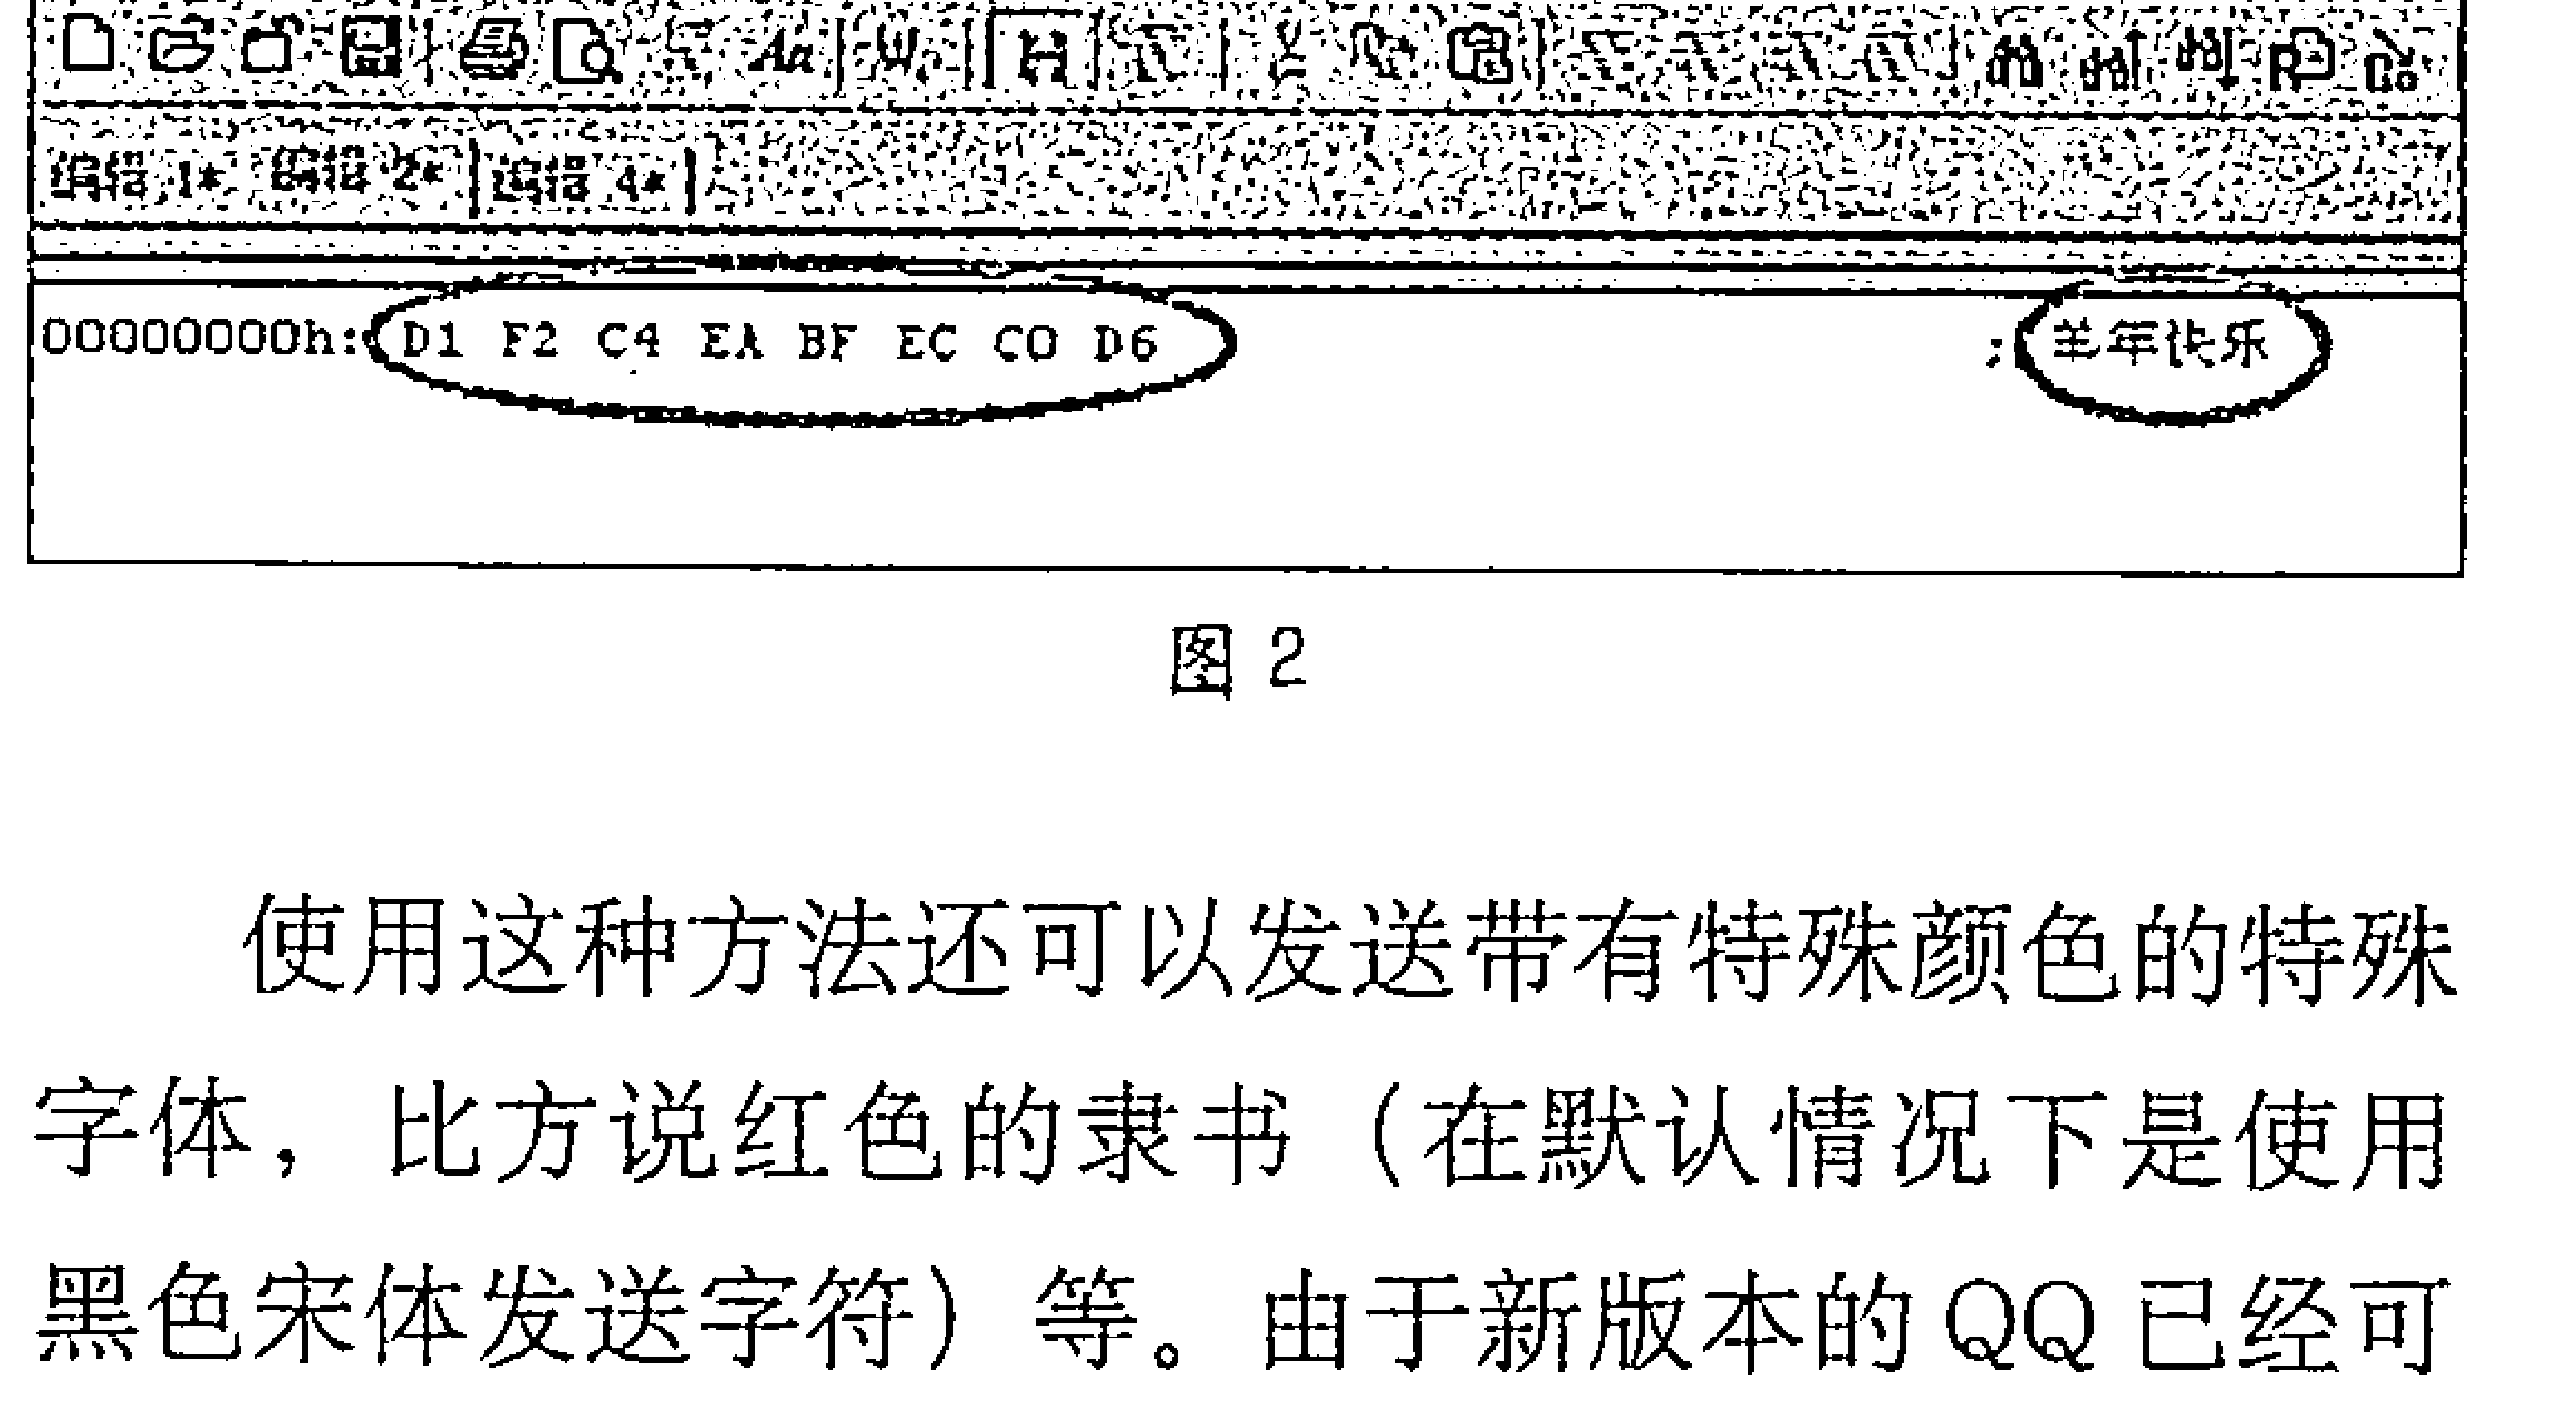 Aa H
编辑 1* 编辑 2* 编辑 4*
00000000h: D1 F2 C4 EA BF EC C0 D6 ; 羊年快乐
图 2
使用这种方法还可以发送带有特殊颜色的特殊
字体，比方说红色的隶书（在默认情况下是使用
黑色宋体发送字符）等。由于新版本的 QQ 已经可